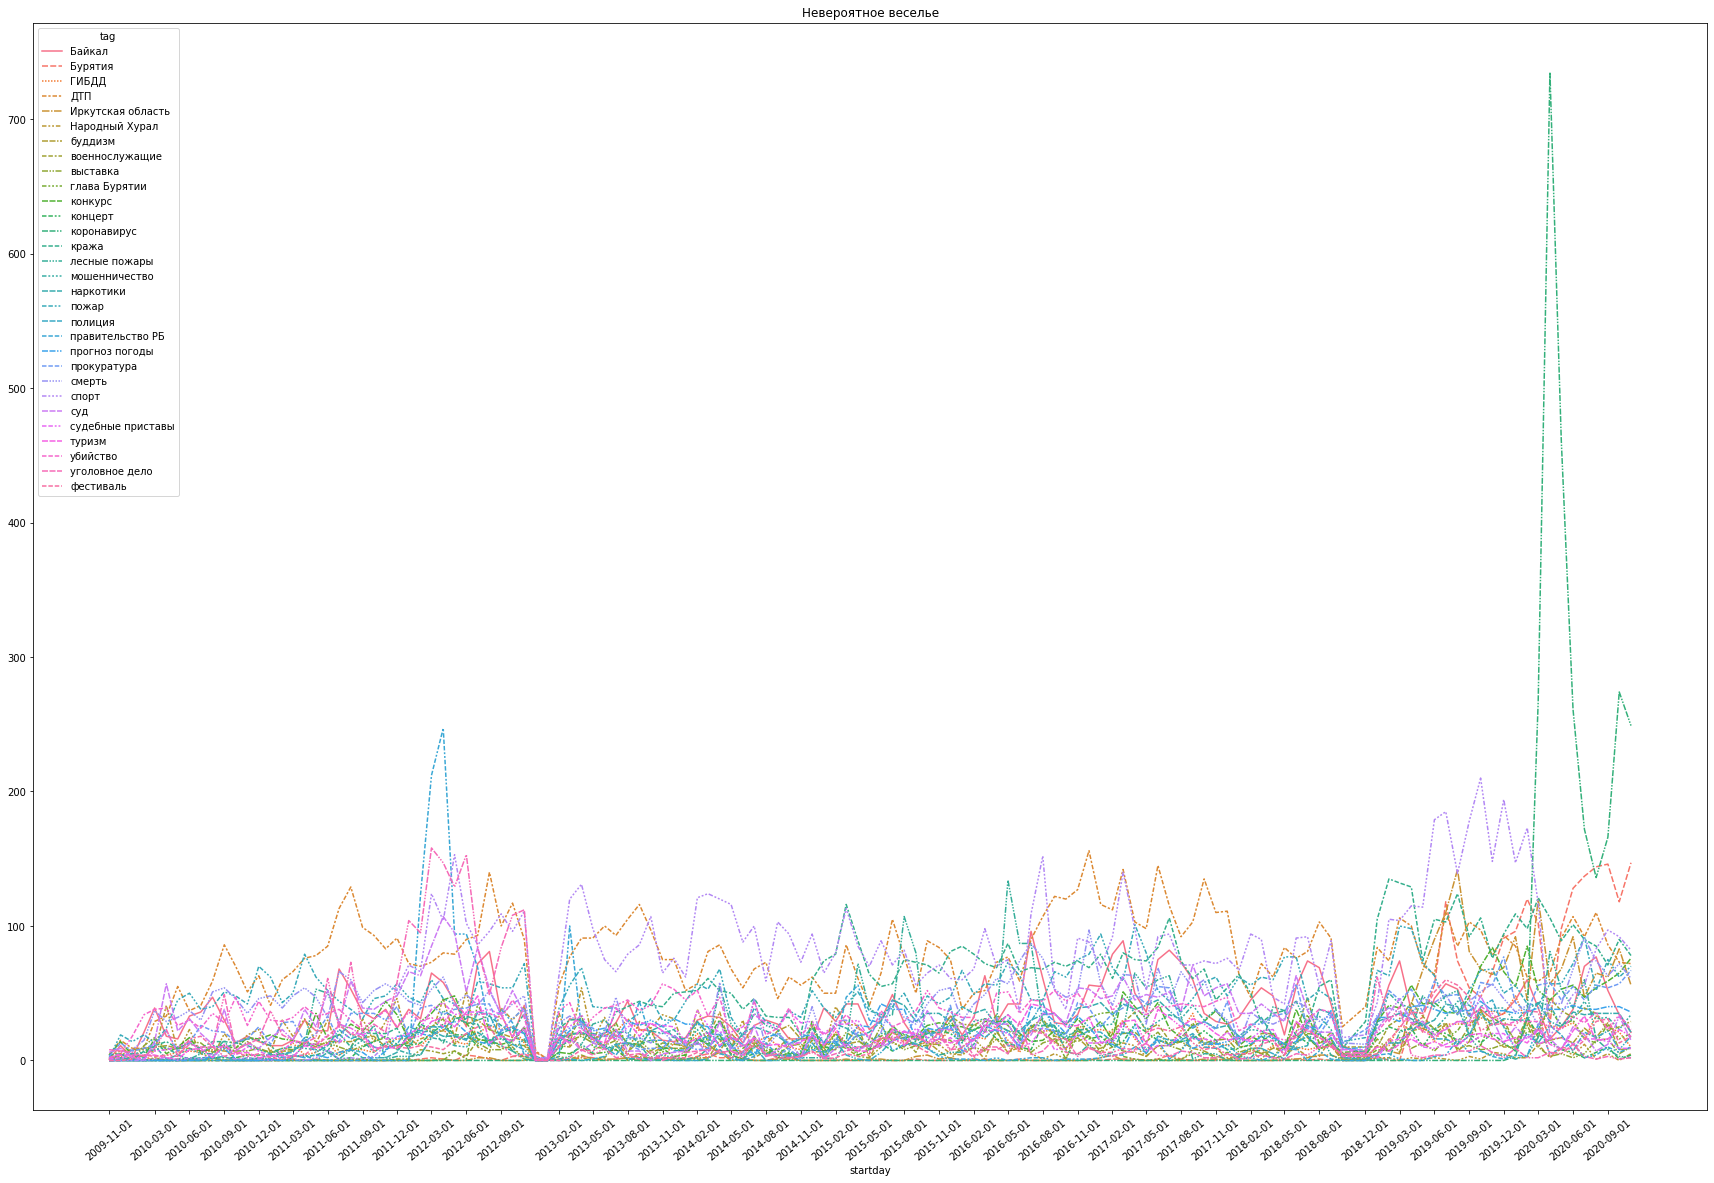 Невероятное веселье
tag
Байкал
Бурятия
ГИБДД
ДТП
Иркутская область
Народный Хурал
буддизм
военнослужащие
выставка
глава Бурятии
конкурс
концерт
коронавирус
кража
лесные пожары
мошенничество
наркотики
пожар
полиция
правительство РБ
прогноз погоды
прокуратура
смерть
спорт
суд
судебные приставы
туризм
убийство
уголовное дело
фестиваль
700
600
500
400
300
200
100
0
2009-11-01
2010-03-01
2010-06-01
2010-09-01
2010-12-01
2011-03-01
2011-06-01
2011-09-01
2011-12-01
2012-03-01
2012-06-01
2012-09-01
2013-02-01
2013-05-01
2013-08-01
2013-11-01
2014-02-01
2014-05-01
2014-08-01
2014-11-01
2015-02-01
2015-05-01
2015-08-01
2015-11-01
2016-02-01
2016-05-01
2016-08-01
2016-11-01
2017-02-01
2017-05-01
2017-08-01
2017-11-01
2018-02-01
2018-05-01
2018-08-01
2018-12-01
2019-03-01
2019-06-01
2019-09-01
2019-12-01
2020-03-01
2020-06-01
2020-09-01
startday